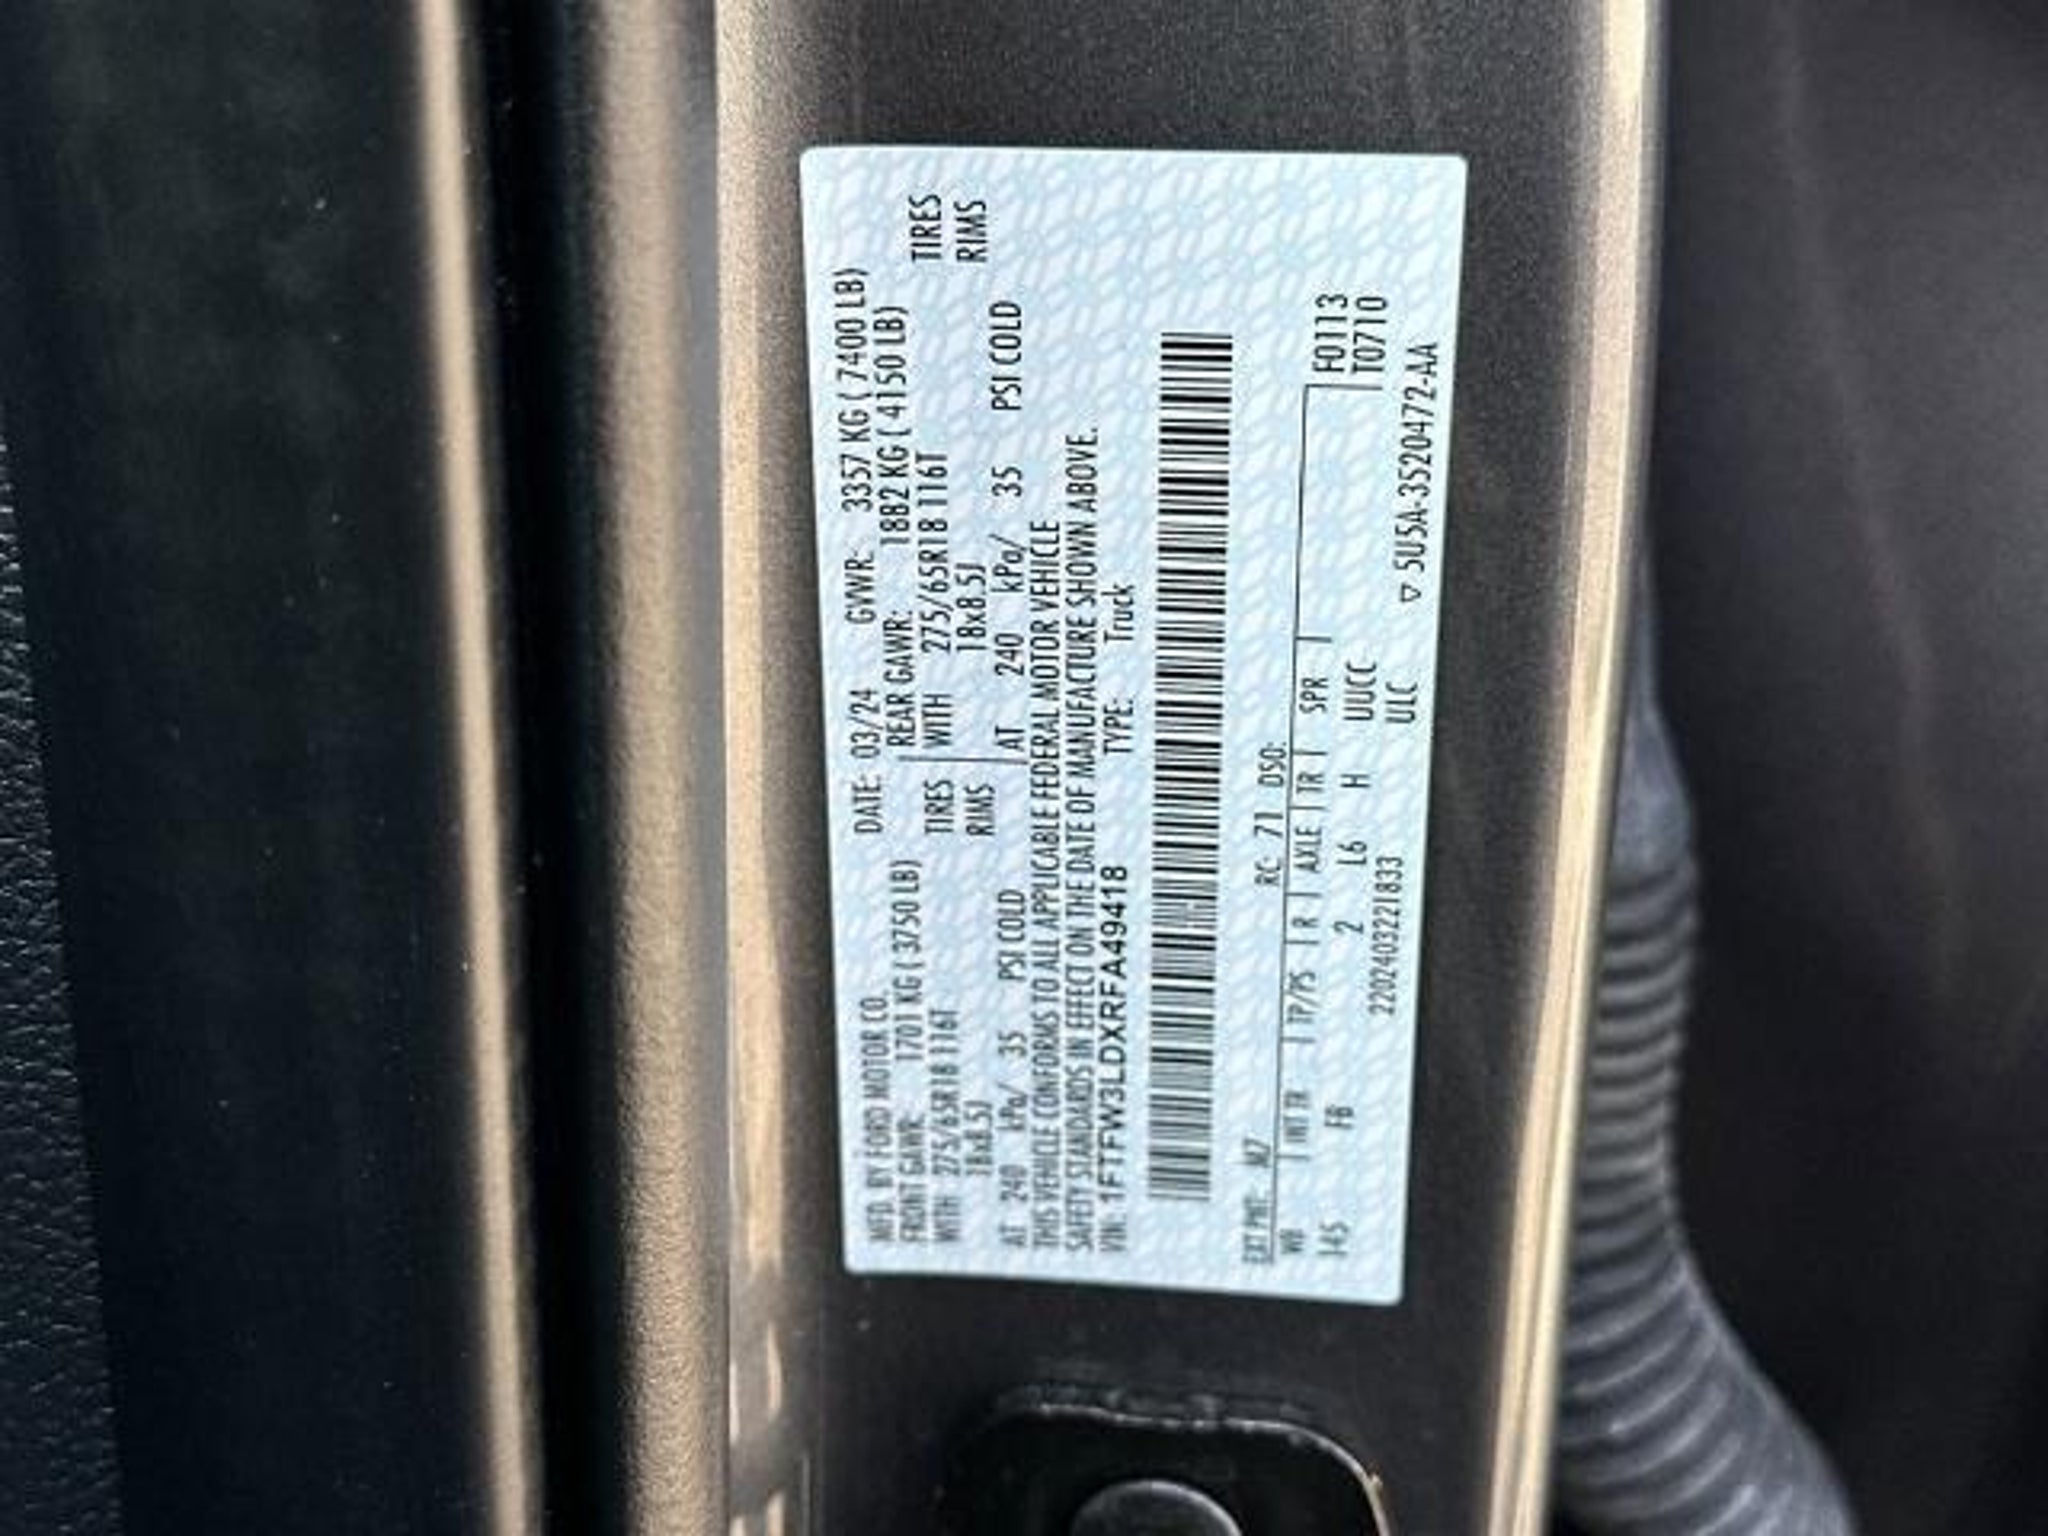 MFD. BY FORD MOTOR CO. DATE: 03/24 GVWR: 3357 KG ( 7400 LB)
FRONT GAWR: 1701 KG ( 3750 LB) REAR GAWR: 1882 KG ( 4150 LB)
WITH 275/65R18 116T TIRES WITH 275/65R18 116T TIRES
18x8.5J RIMS 18x8.5J RIMS
AT 240 kPa/ 35 PSI COLD AT 240 kPa/ 35 PSI COLD
THIS VEHICLE CONFORMS TO ALL APPLICABLE FEDERAL MOTOR VEHICLE
SAFETY STANDARDS IN EFFECT ON THE DATE OF MANUFACTURE SHOWN ABOVE.
VIN: 1FTFW3LDXRFA49418 TYPE: Truck
EXT PNT: MZ RC: 71 DSO:
WB INT TR TP/PS R AXLE TR SPR F0113
145 FB 2 L6 H UUCC T0710
2202403221833 ULC
▽ 5U5A-3520472-AA